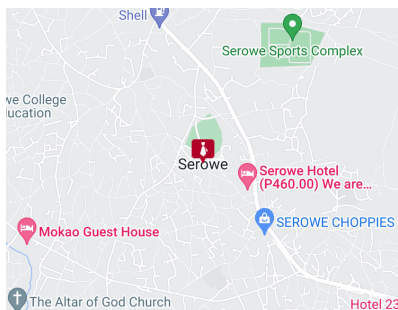 Shell
Serowe Sports Complex
we College
ducation
Serowe
Serowe Hotel
(P460.00) We are…
SEROWE CHOPPIES
Mokao Guest House
The Altar of God Church
Hotel 23